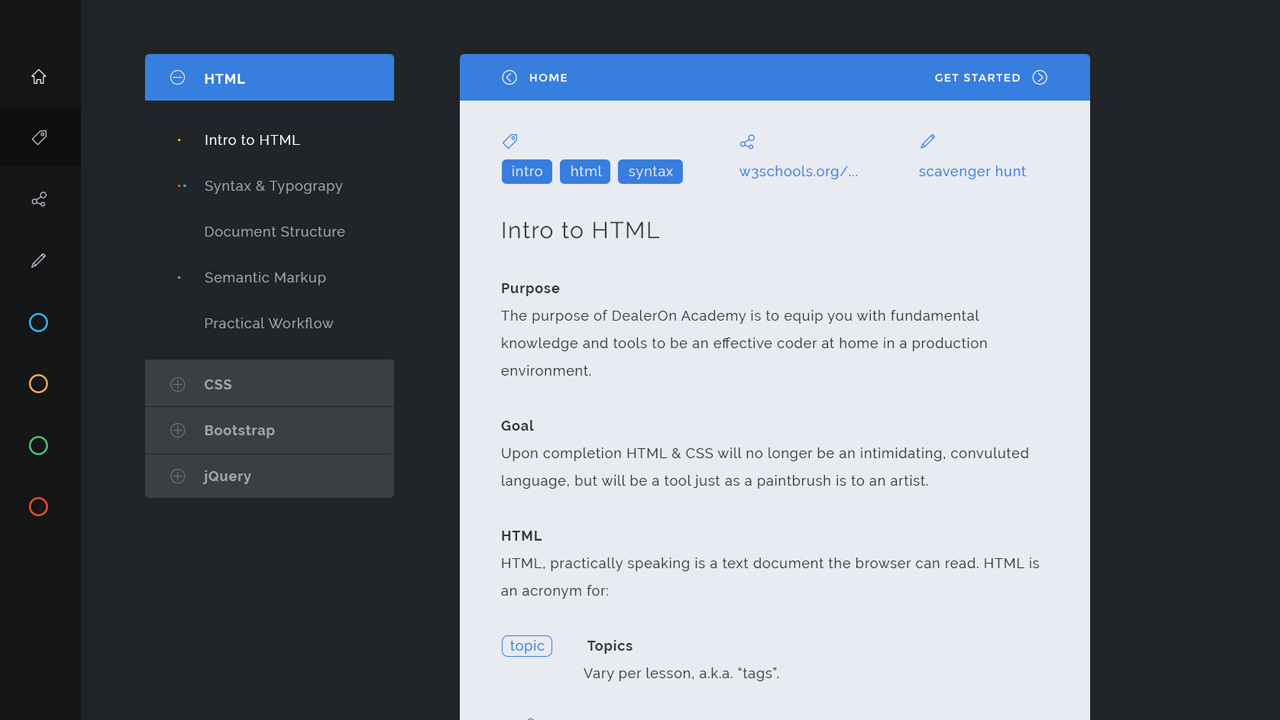 HTML
Intro to HTML
Syntax & Typograpy
Document Structure
Semantic Markup
Practical Workflow
CSS
Bootstrap
jQuery
HOME
GET STARTED
intro html syntax
w3schools.org/...
scavenger hunt
Intro to HTML
Purpose
The purpose of DealerOn Academy is to equip you with fundamental
knowledge and tools to be an effective coder at home in a production
environment.
Goal
Upon completion HTML & CSS will no longer be an intimidating, convuluted
language, but will be a tool just as a paintbrush is to an artist.
HTML
HTML, practically speaking is a text document the browser can read. HTML is
an acronym for:
topic
Topics
Vary per lesson, a.k.a. “tags”.